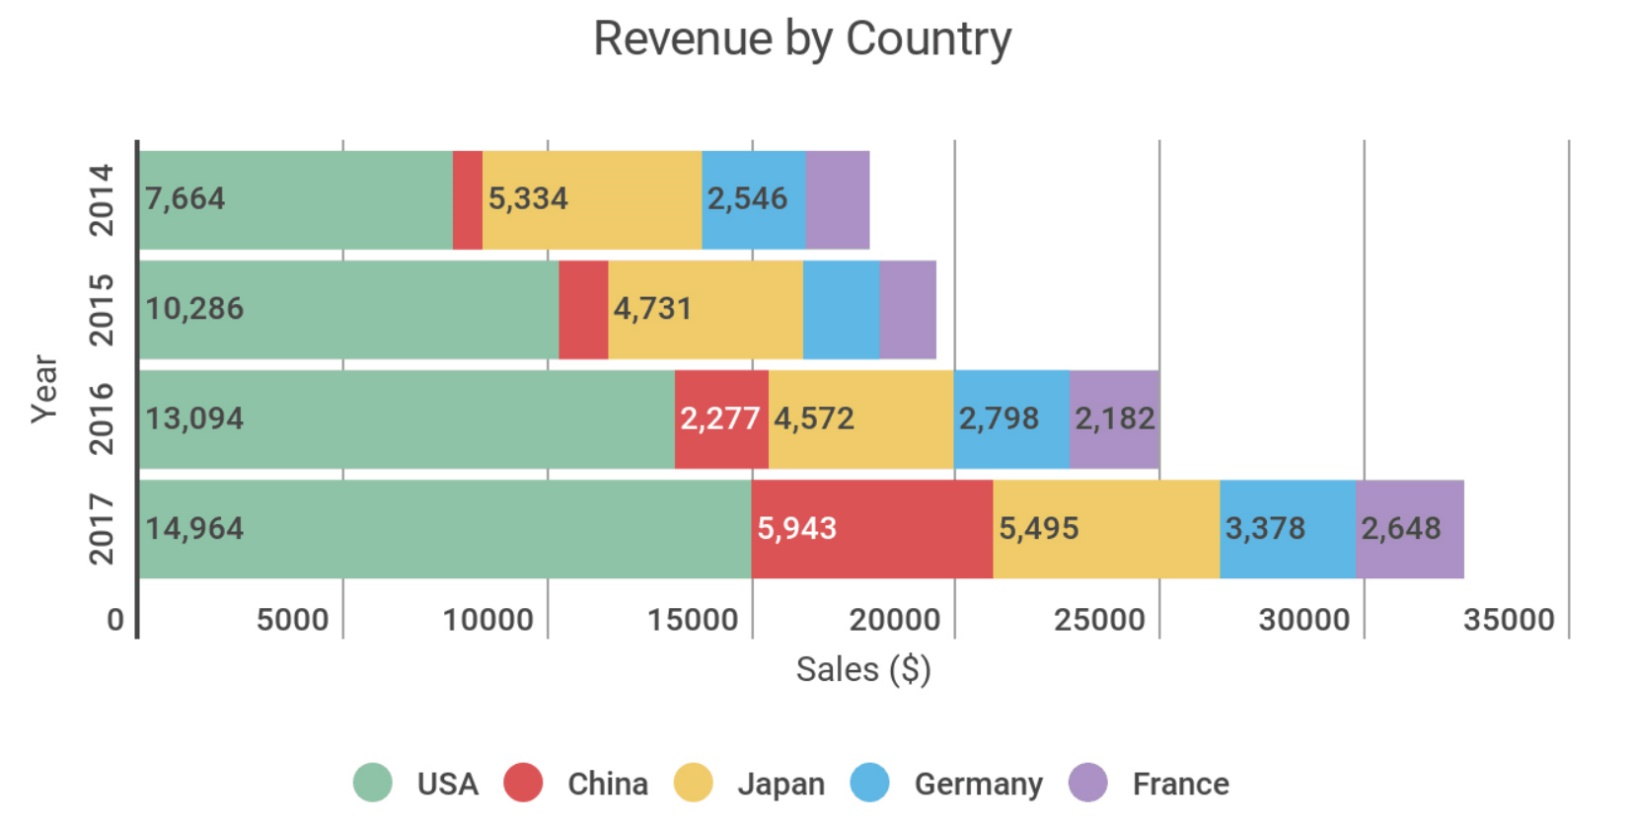 Revenue by Country
Year
2014
7,664 5,334 2,546
2015
10,286 4,731
2016
13,094 2,277 4,572 2,798 2,182
2017
14,964 5,943 5,495 3,378 2,648
0 5000 10000 15000 20000 25000 30000 35000
Sales ($)
USA China Japan Germany France